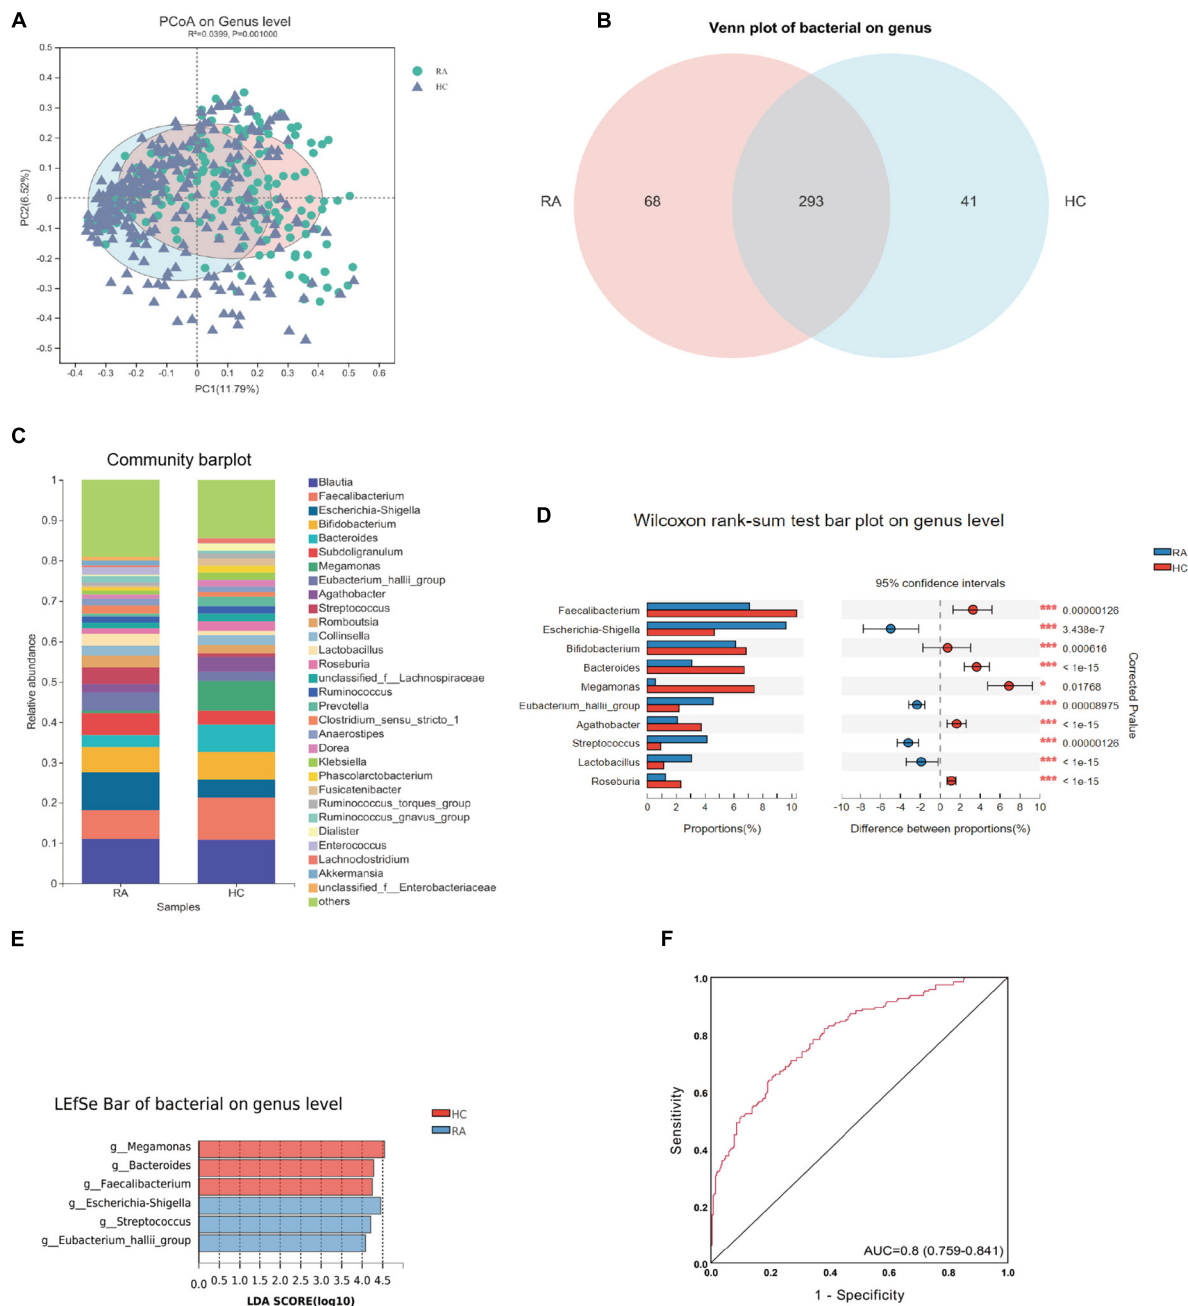 A
PCoA on Genus level
R²=0.0399, P=0.001000
0.5
0.4
0.3
0.2
0.1
0
-0.1
-0.2
-0.3
-0.4
-0.5
PC2(6.52%)
-0.4 -0.3 -0.2 -0.1 0 0.1 0.2 0.3 0.4 0.5 0.6
PC1(11.79%)
RA
HC
B
Venn plot of bacterial on genus
RA 68 293 41 HC
C
Community barplot
1
0.9
0.8
0.7
0.6
0.5
0.4
0.3
0.2
0.1
0
Relative abundance
RA HC
Samples
Blautia
Faecalibacterium
Escherichia-Shigella
Bifidobacterium
Bacteroides
Subdoligranulum
Megamonas
Eubacterium_hallii_group
Agathobacter
Streptococcus
Romboutsia
Collinsella
Lactobacillus
Roseburia
unclassified_f__Lachnospiraceae
Ruminococcus
Prevotella
Clostridium_sensu_stricto_1
Anaerostipes
Dorea
Klebsiella
Phascolarctobacterium
Fusicatenibacter
Ruminococcus_torques_group
Ruminococcus_gnavus_group
Dialister
Enterococcus
Lachnoclostridium
Akkermansia
unclassified_f__Enterobacteriaceae
others
D
Wilcoxon rank-sum test bar plot on genus level
RA
HC
95% confidence intervals
Faecalibacterium *** 0.00000126
Escherichia-Shigella *** 3.438e-7
Bifidobacterium *** 0.000616
Bacteroides *** < 1e-15
Megamonas * 0.01768
Eubacterium_hallii_group *** 0.00008975
Agathobacter *** < 1e-15
Streptococcus *** 0.00000126
Lactobacillus *** < 1e-15
Roseburia *** < 1e-15
Corrected Pvalue
0 2 4 6 8 10 -10 -8 -6 -4 -2 0 2 4 6 8 10
Proportions(%) Difference between proportions(%)
E
LEfSe Bar of bacterial on genus level
HC
RA
g__Megamonas
g__Bacteroides
g__Faecalibacterium
g__Escherichia-Shigella
g__Streptococcus
g__Eubacterium_hallii_group
0.0 0.5 1.0 1.5 2.0 2.5 3.0 3.5 4.0 4.5
LDA SCORE(log10)
F
1.0
0.8
0.6
0.4
0.2
0.0
Sensitivity
AUC=0.8 (0.759-0.841)
0.0 0.2 0.4 0.6 0.8 1.0
1 - Specificity